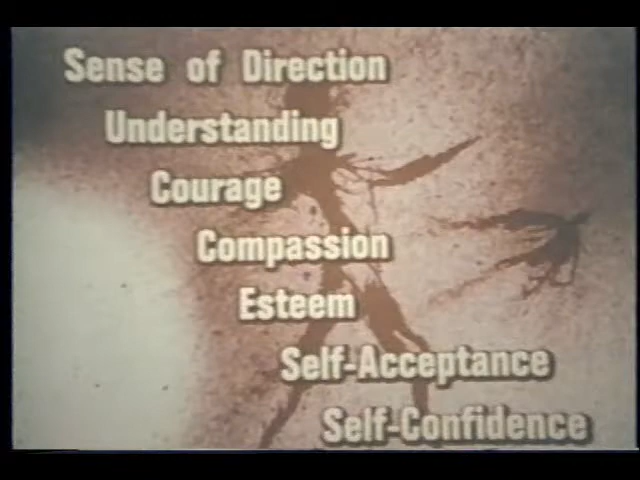 Sense of Direction
Understanding
Courage
Compassion
Esteem
Self-Acceptance
Self-Confidence